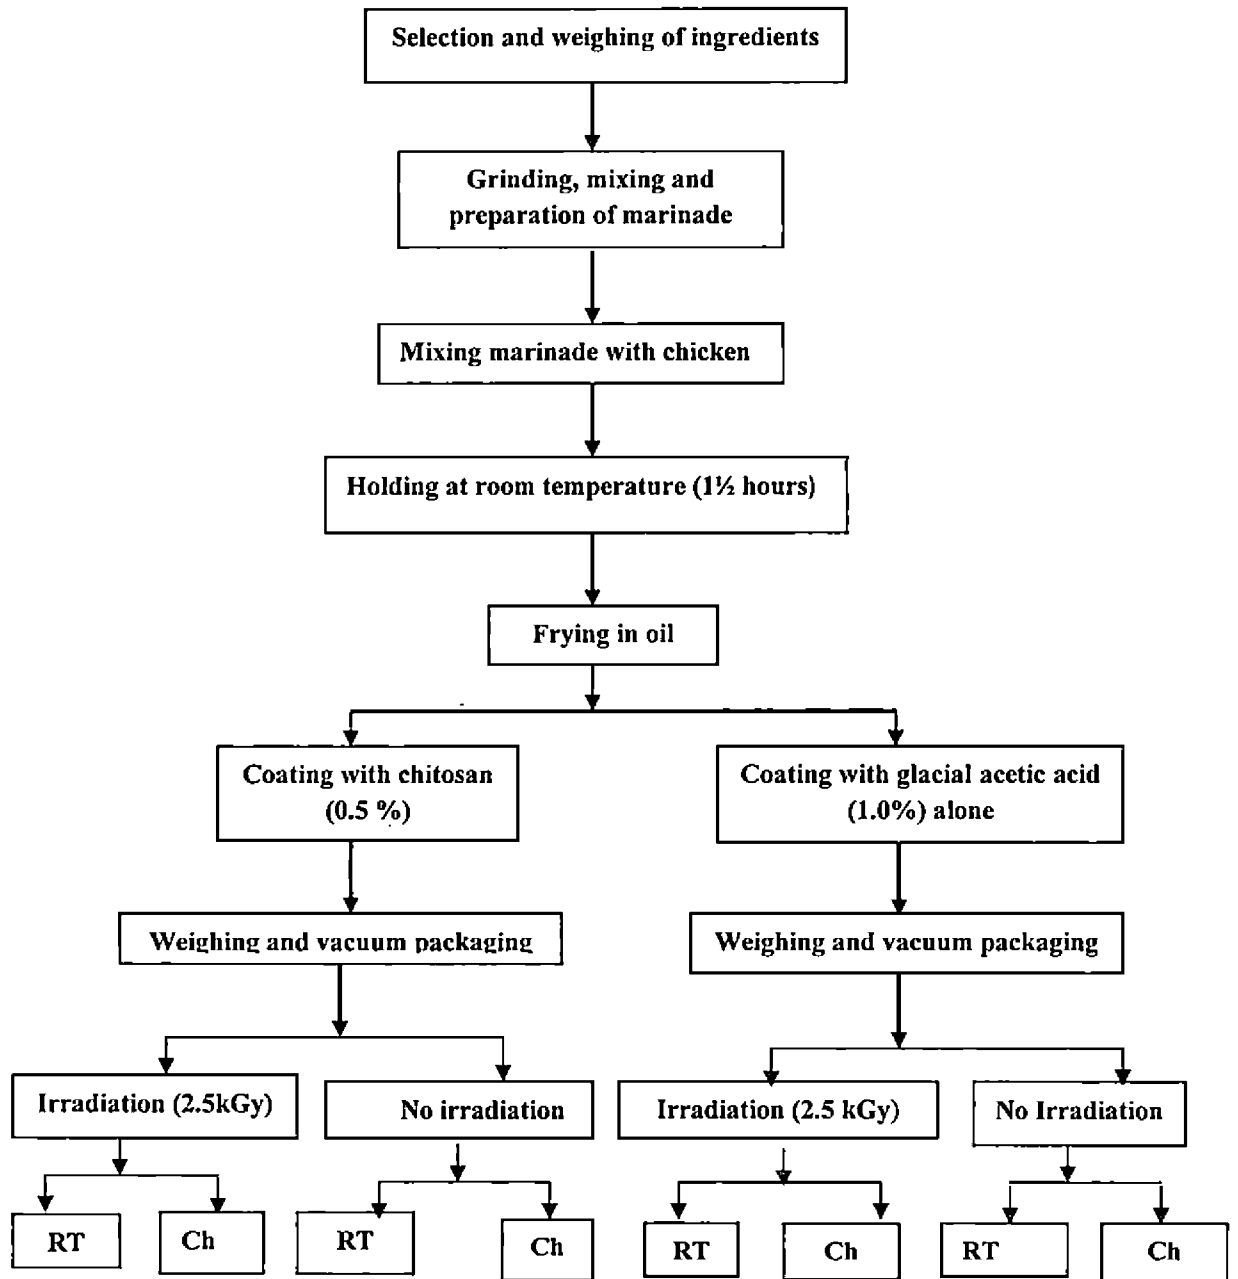 Selection and weighing of ingredients
Grinding, mixing and
preparation of marinade
Mixing marinade with chicken
Holding at room temperature (1½ hours)
Frying in oil
Coating with chitosan
(0.5 %)
Coating with glacial acetic acid
(1.0%) alone
Weighing and vacuum packaging
Weighing and vacuum packaging
Irradiation (2.5kGy)
No irradiation
Irradiation (2.5 kGy)
No Irradiation
RT
Ch
RT
Ch
RT
Ch
RT
Ch